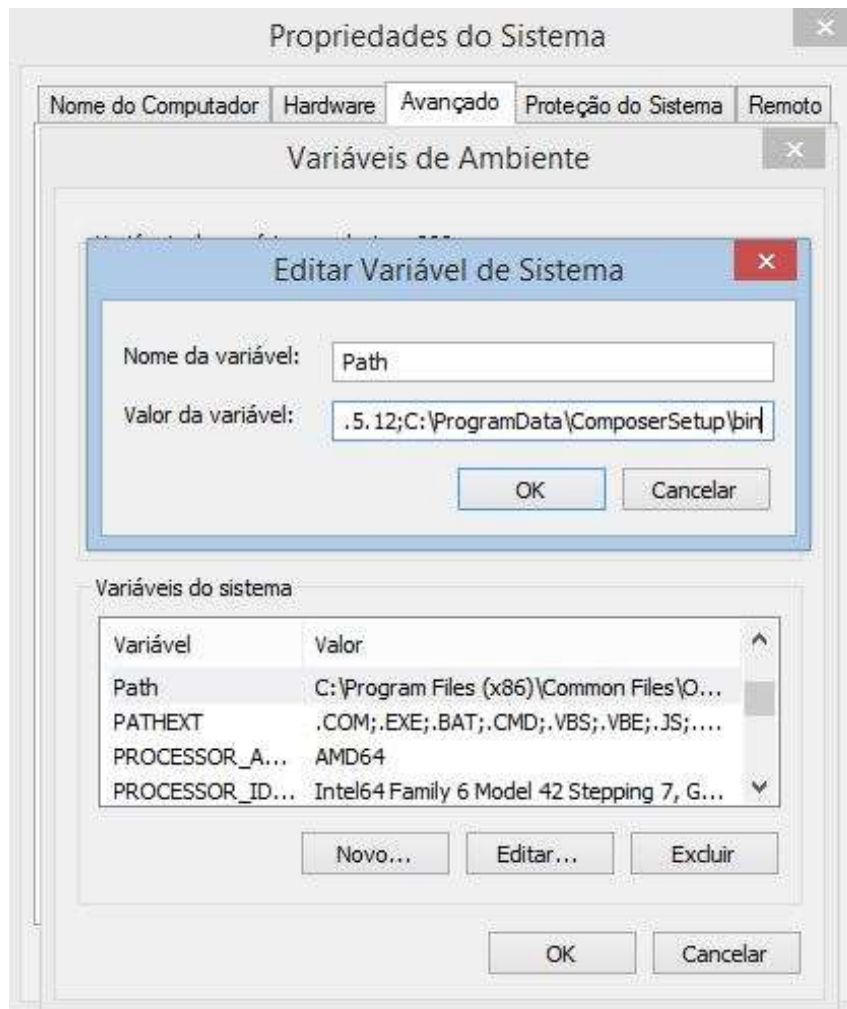 Propriedades do Sistema
Nome do Computador Hardware Avançado Proteção do Sistema Remoto
Variáveis de Ambiente
Editar Variável de Sistema
Nome da variável: Path
Valor da variável: .5.12;C:\ProgramData\ComposerSetup\bin
OK Cancelar
Variáveis do sistema
Variável Valor
Path C:\Program Files (x86)\Common Files\O...
PATHEXT .COM;.EXE;.BAT;.CMD;.VBS;.VBE;.JS;....
PROCESSOR_A... AMD64
PROCESSOR_ID... Intel64 Family 6 Model 42 Stepping 7, G...
Novo... Editar... Excluir
OK Cancelar